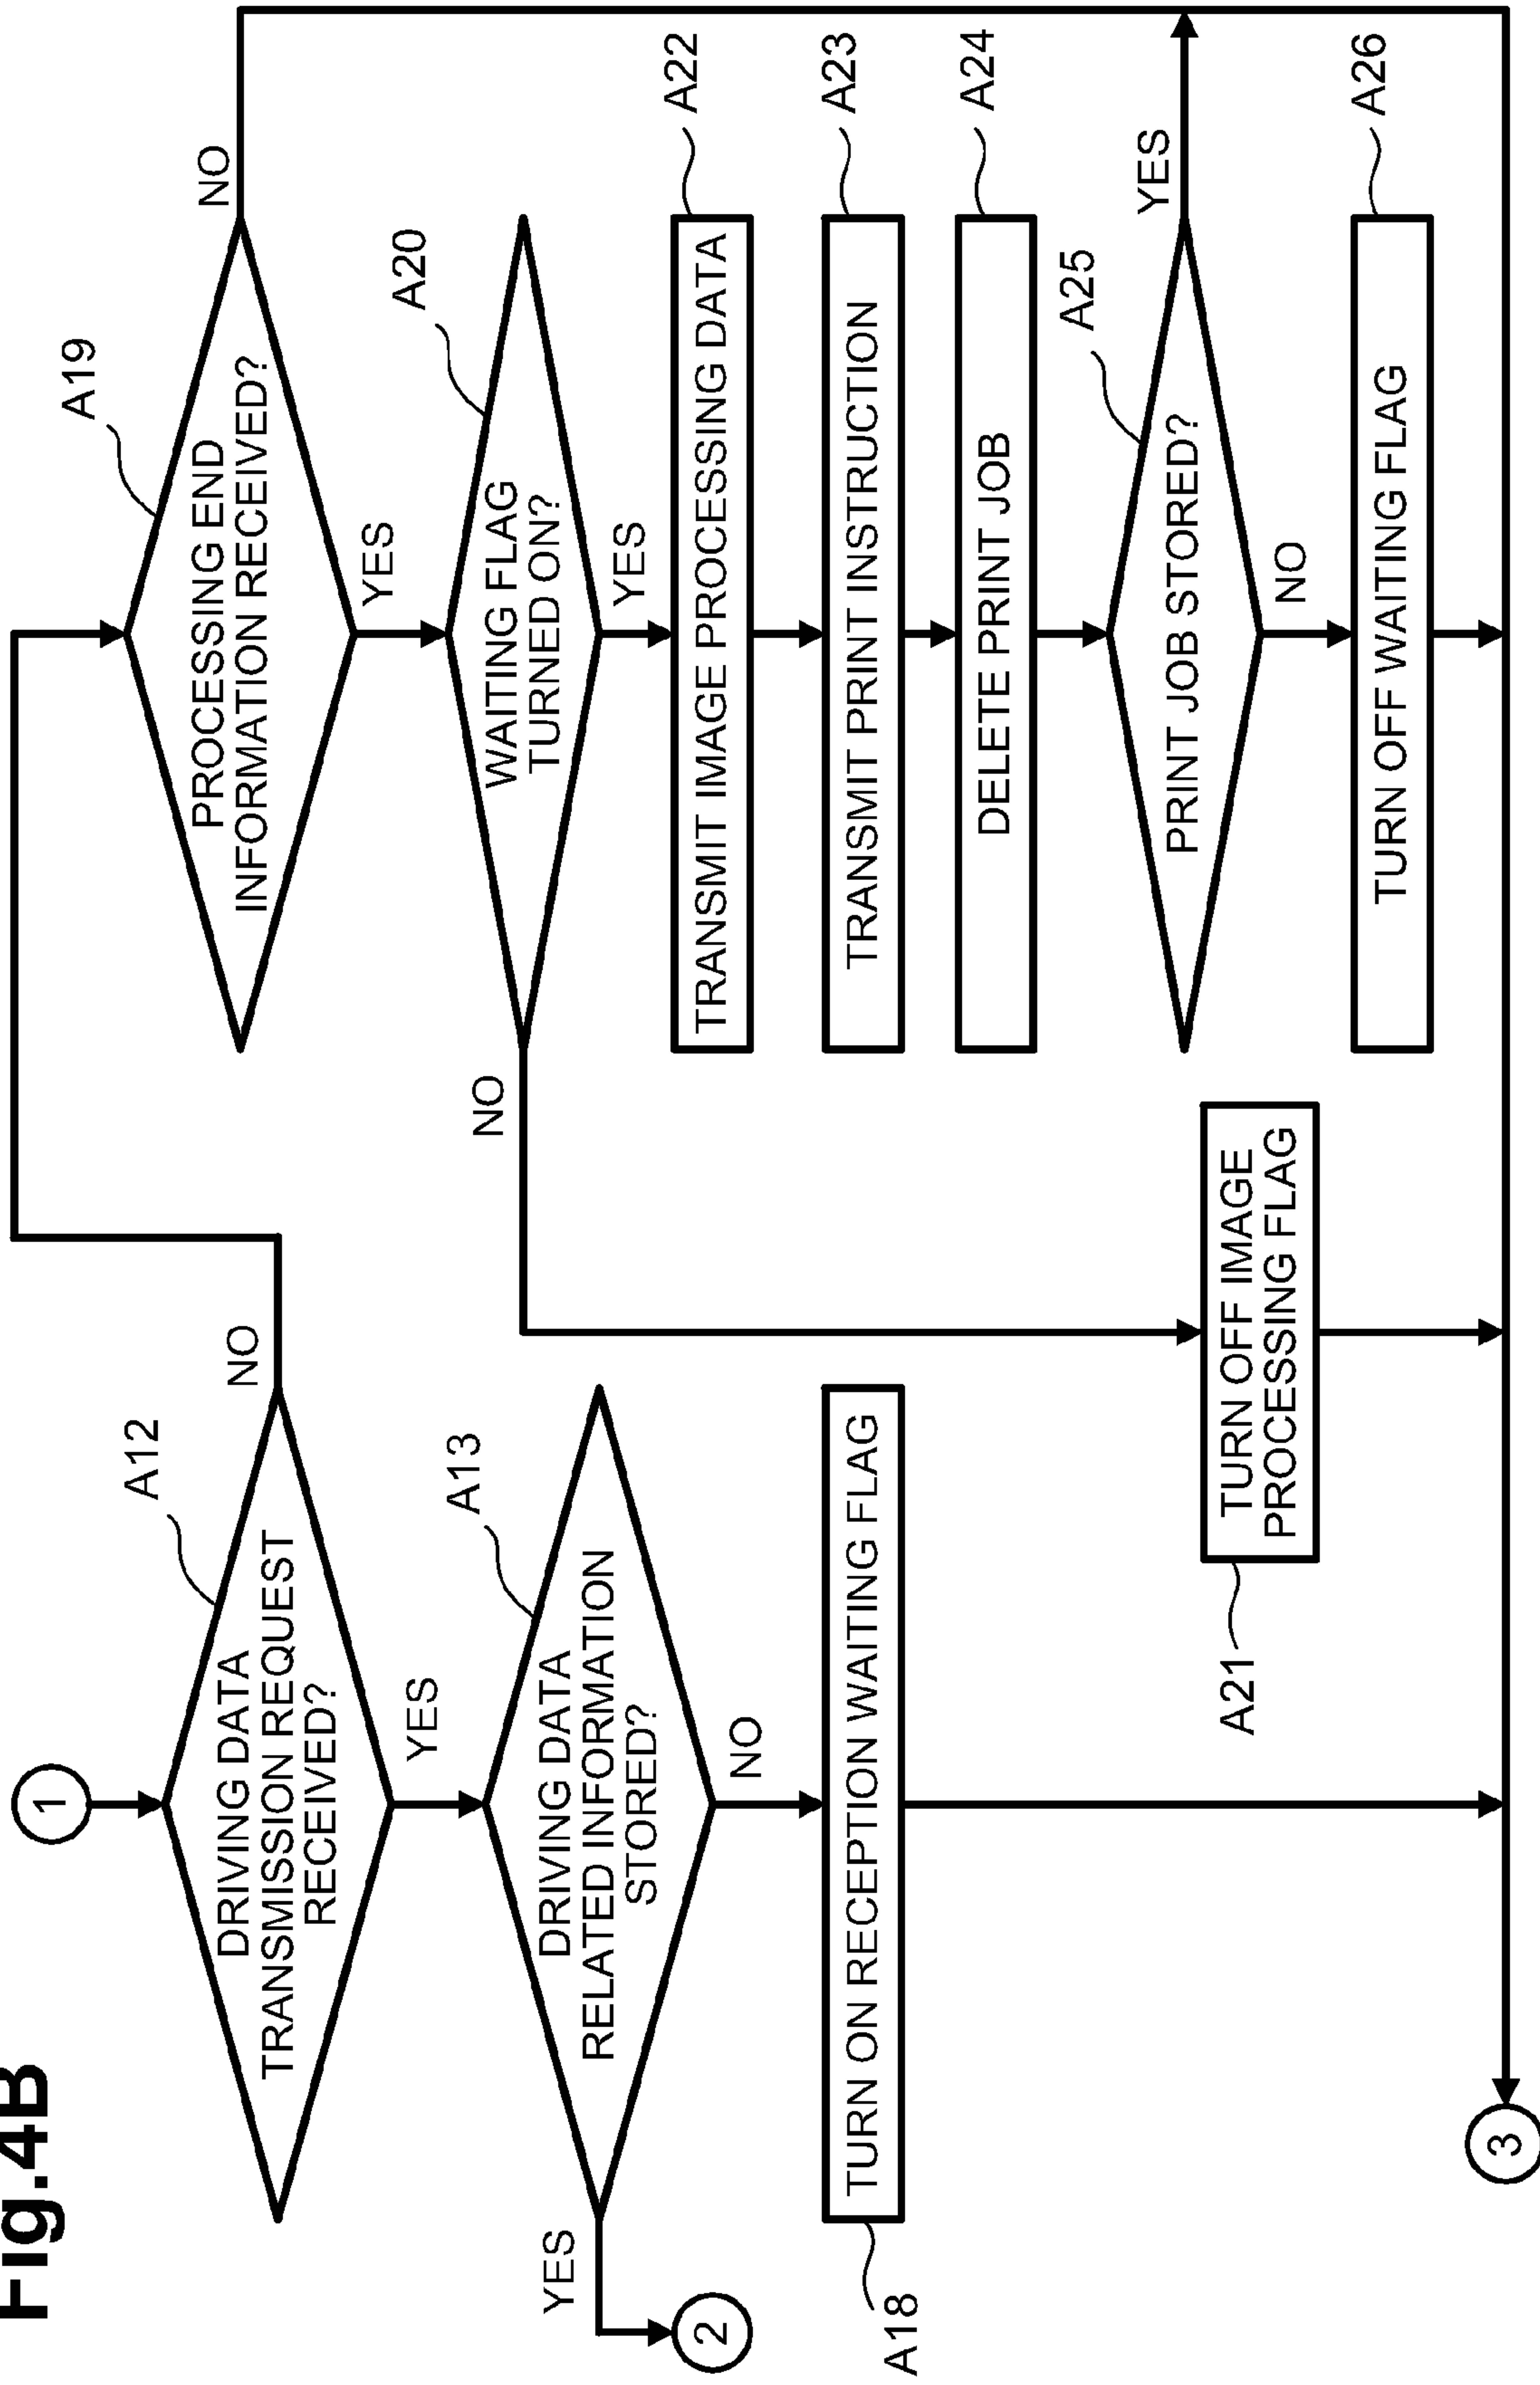 Fig.4B
1
A12
DRIVING DATA
TRANSMISSION REQUEST
RECEIVED?
NO
YES
A13
DRIVING DATA
RELATED INFORMATION
STORED?
YES
2
NO
A18
TURN ON RECEPTION WAITING FLAG
A19
PROCESSING END
INFORMATION RECEIVED?
NO
YES
A20
WAITING FLAG
TURNED ON?
NO
YES
A21
TURN OFF IMAGE
PROCESSING FLAG
A22
TRANSMIT IMAGE PROCESSING DATA
A23
TRANSMIT PRINT INSTRUCTION
A24
DELETE PRINT JOB
A25
PRINT JOB STORED?
YES
NO
A26
TURN OFF WAITING FLAG
3